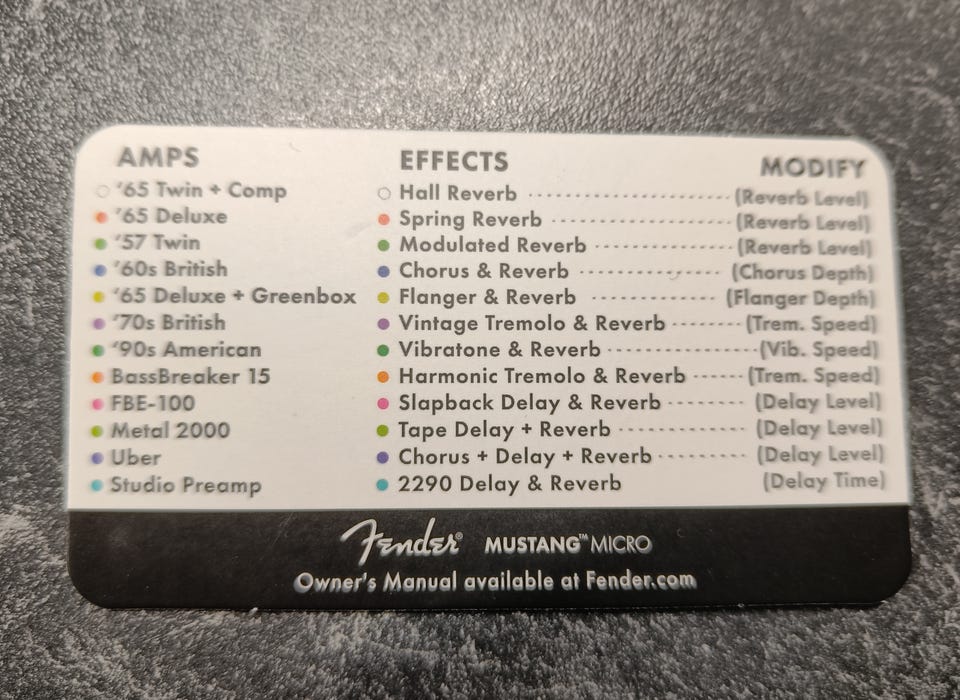 AMPS EFFECTS MODIFY
'65 Twin + Comp Hall Reverb (Reverb Level)
'65 Deluxe Spring Reverb (Reverb Level)
'57 Twin Modulated Reverb (Reverb Level)
'60s British Chorus & Reverb (Chorus Depth)
'65 Deluxe + Greenbox Flanger & Reverb (Flanger Depth)
'70s British Vintage Tremolo & Reverb (Trem. Speed)
'90s American Vibratone & Reverb (Vib. Speed)
BassBreaker 15 Harmonic Tremolo & Reverb (Trem. Speed)
FBE-100 Slapback Delay & Reverb (Delay Level)
Metal 2000 Tape Delay + Reverb (Delay Level)
Uber Chorus + Delay + Reverb (Delay Level)
Studio Preamp 2290 Delay & Reverb (Delay Time)
Fender® MUSTANG™ MICRO
Owner's Manual available at Fender.com